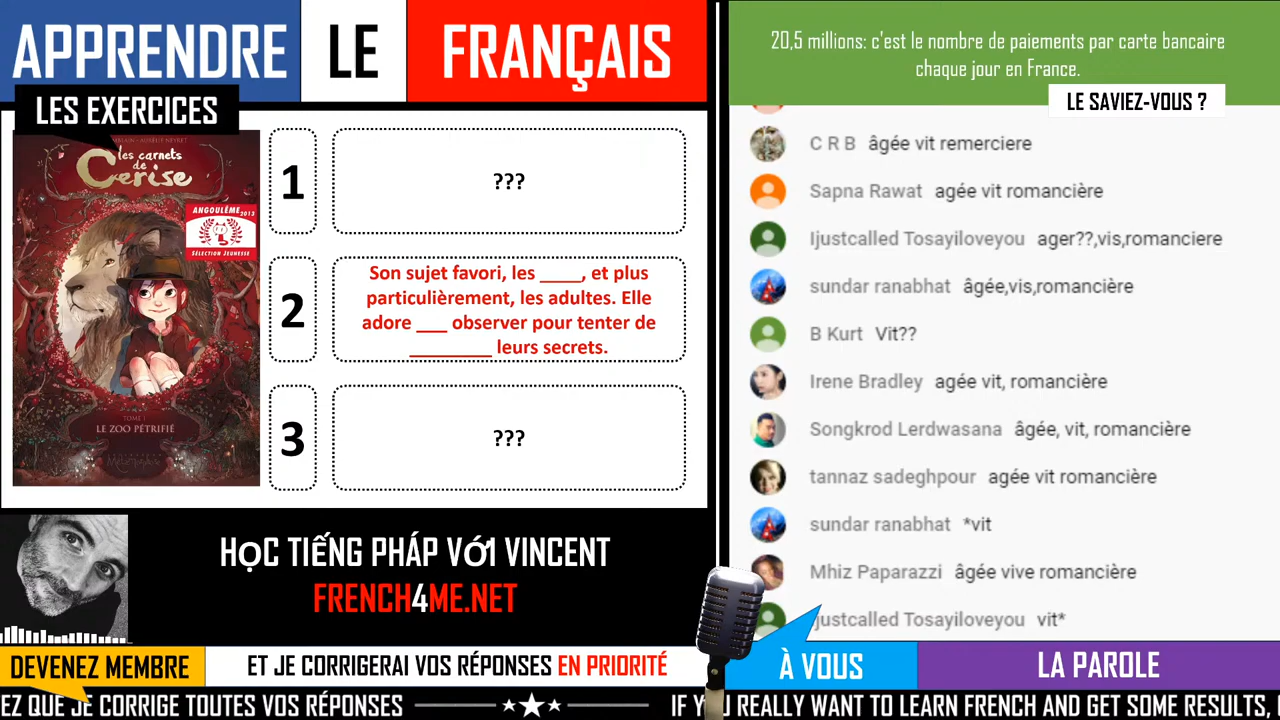 APPRENDRE LE FRANÇAIS
LES EXERCICES
AURÉLIE NEYRET
les carnets
de
Cerise
ANGOULÊME 2013
SÉLECTION JEUNESSE
TOME 1
LE ZOO PÉTRIFIÉ
1
???
2
Son sujet favori, les ____, et plus
particulièrement, les adultes. Elle
adore ___ observer pour tenter de
________ leurs secrets.
3
???
HỌC TIẾNG PHÁP VỚI VINCENT
FRENCH4ME.NET
DEVENEZ MEMBRE
ET JE CORRIGERAI VOS RÉPONSES EN PRIORITÉ
20,5 millions: c'est le nombre de paiements par carte bancaire
chaque jour en France.
LE SAVIEZ-VOUS ?
C R B âgée vit remerciere
Sapna Rawat agée vit romancière
Ijustcalled Tosayiloveyou ager??,vis,romanciere
sundar ranabhat âgée,vis,romancière
B Kurt Vit??
Irene Bradley agée vit, romancière
Songkrod Lerdwasana âgée, vit, romancière
tannaz sadeghpour agée vit romancière
sundar ranabhat *vit
Mhiz Paparazzi âgée vive romancière
justcalled Tosayiloveyou vit*
À VOUS
LA PAROLE
EZ QUE JE CORRIGE TOUTES VOS RÉPONSES
IF YOU REALLY WANT TO LEARN FRENCH AND GET SOME RESULTS,